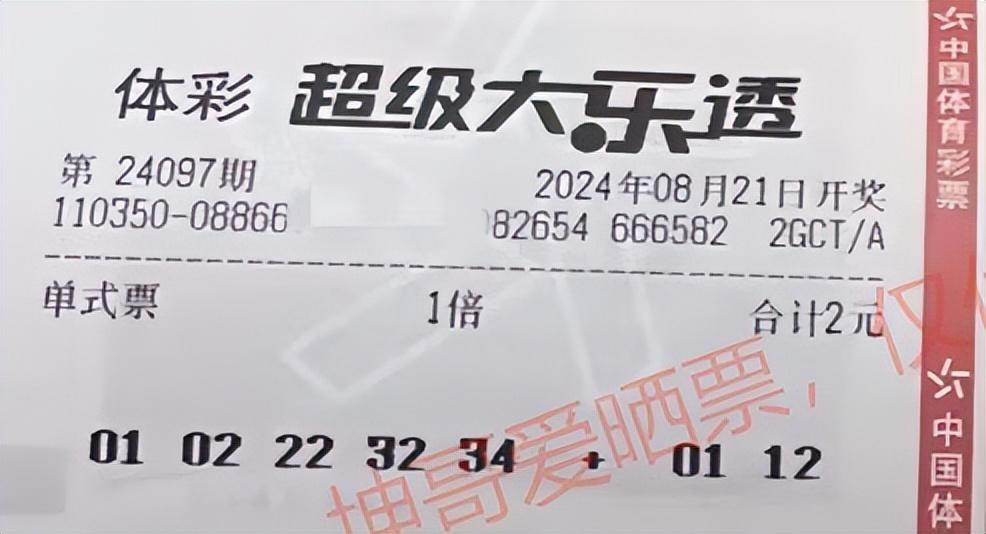 体彩 超级大乐透
第 24097期 2024年08月21日开奖
110350-08866 82654 666582 2GCT/A
单式票 1倍 合计2元
01 02 22 32 34 + 01 12
坤哥爱晒票，仅
中国体育彩票
中国体